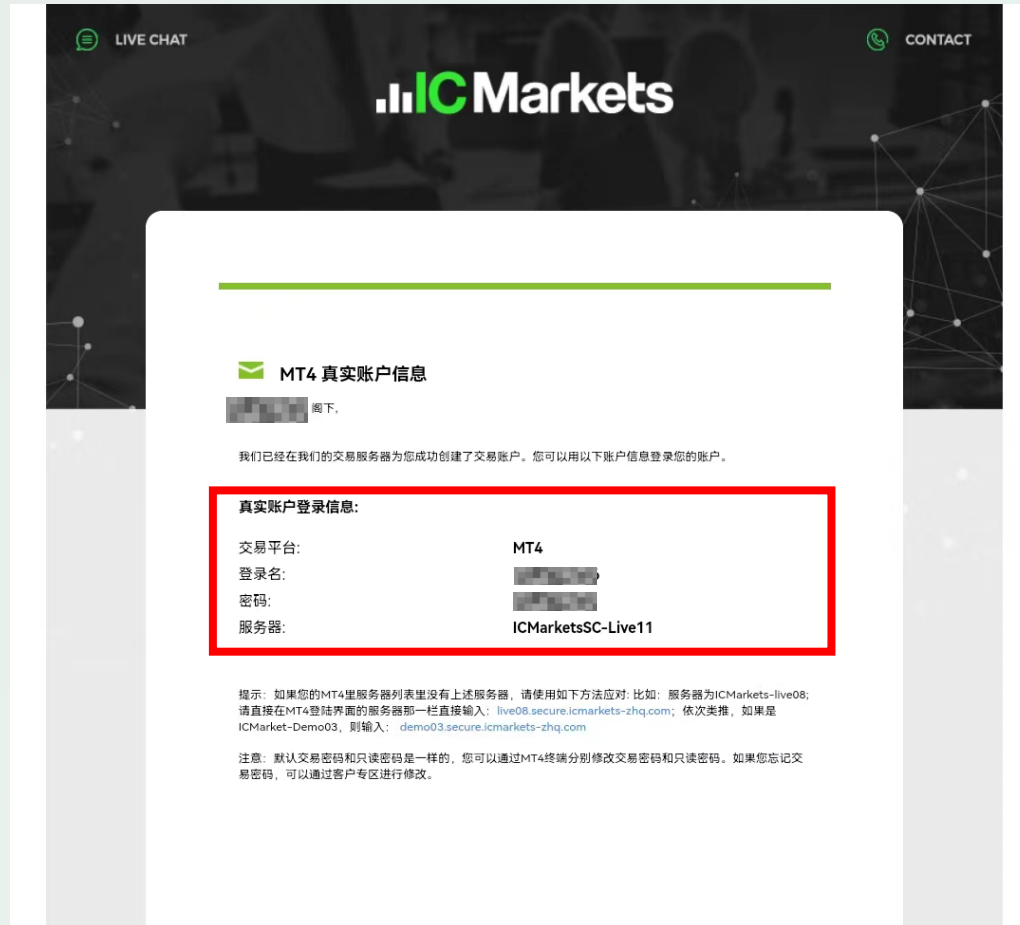 LIVE CHAT
CONTACT
IC Markets
MT4 真实账户信息
阁下,
我们已经在我们的交易服务器为您成功创建了交易账户。您可以用以下账户信息登录您的账户。
真实账户登录信息:
交易平台: MT4
登录名:
密码:
服务器: ICMarketsSC-Live11
提示：如果您的MT4里服务器列表里没有上述服务器，请使用如下方法应对: 比如：服务器为ICMarkets-live08;
请直接在MT4登陆界面的服务器那一栏直接输入：live08.secure.icmarkets-zhq.com；依次类推，如果是
ICMarket-Demo03，则输入： demo03.secure.icmarkets-zhq.com
注意：默认交易密码和只读密码是一样的，您可以通过MT4终端分别修改交易密码和只读密码。如果您忘记交
易密码，可以通过客户专区进行修改。